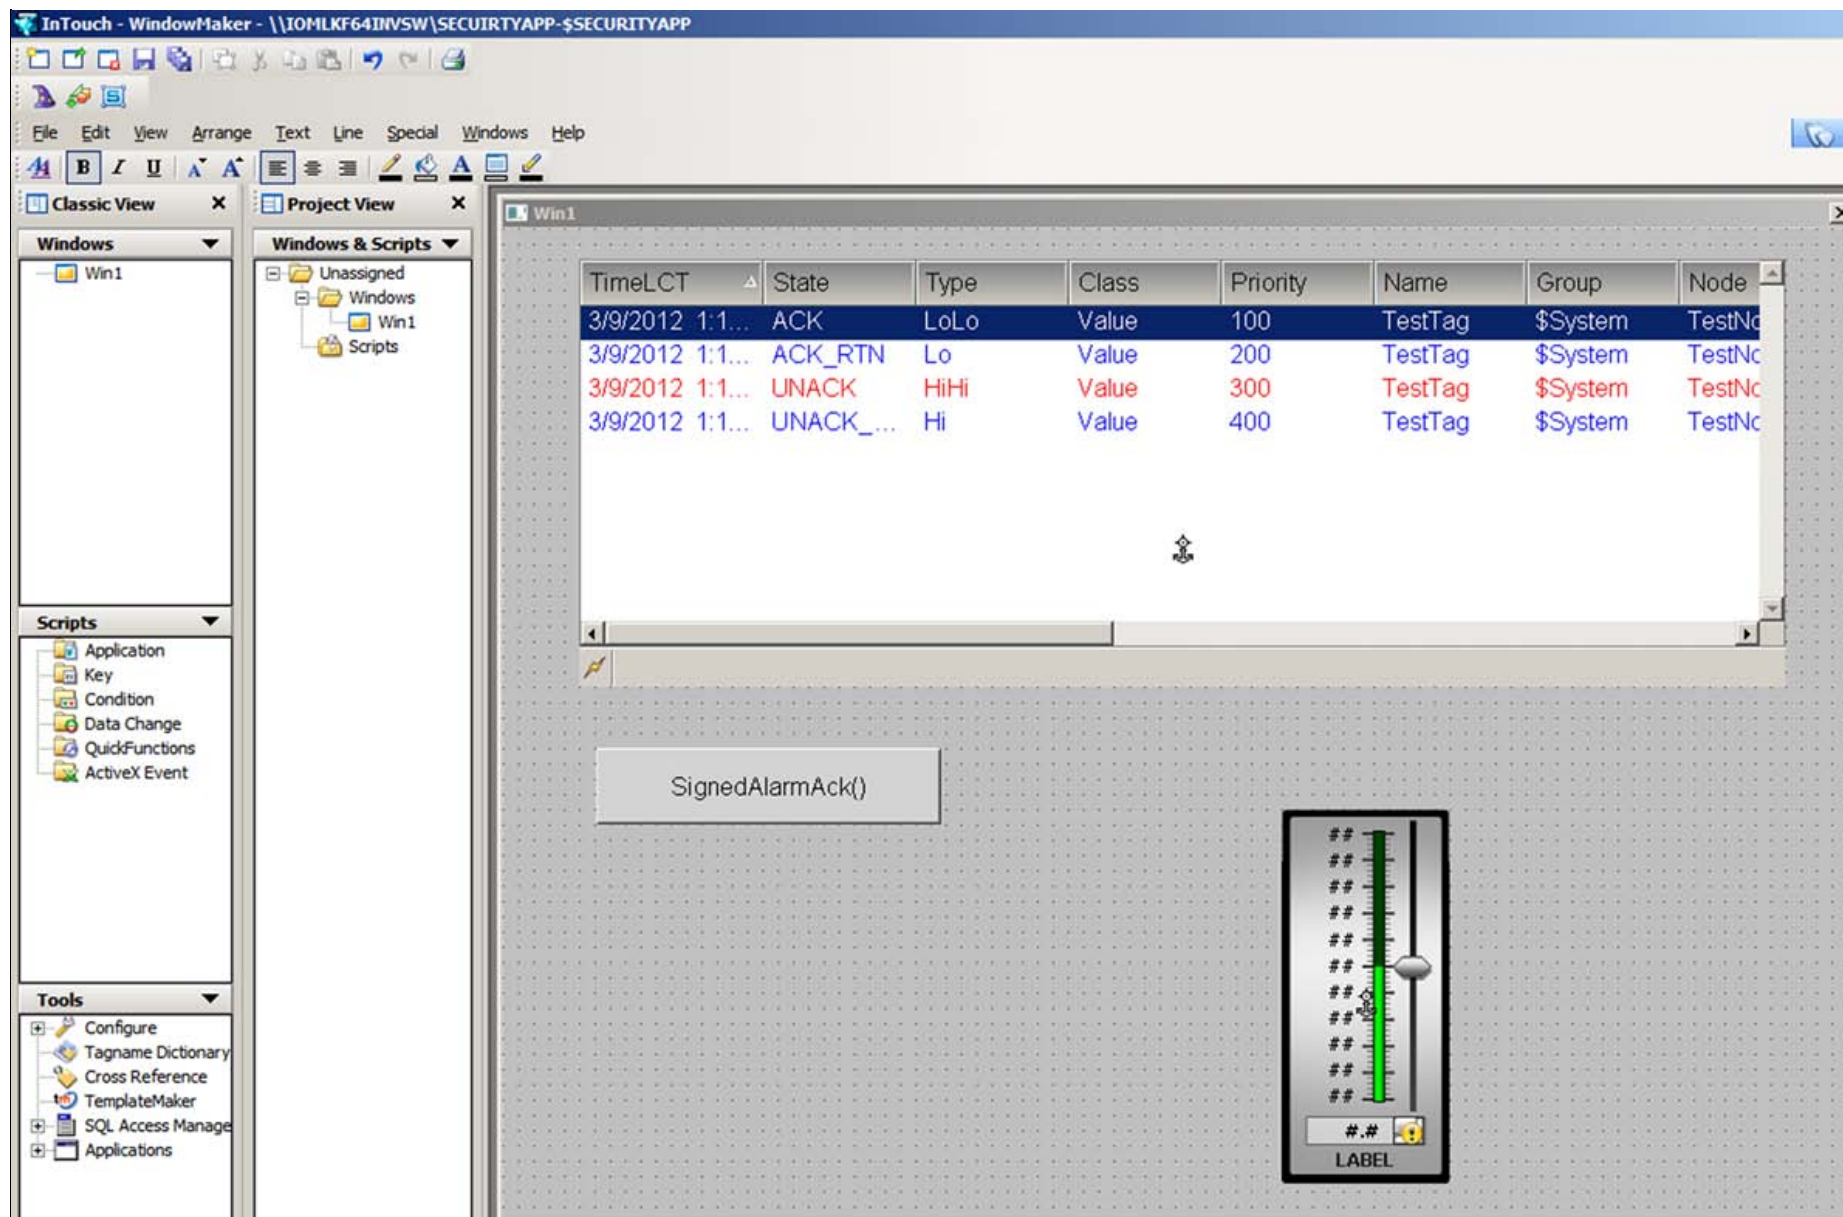 InTouch - WindowMaker - \\IOMLKF64INVSW\SECUIRTYAPP-$SECURITYAPP
File Edit View Arrange Text Line Special Windows Help
B I U A A A
Classic View
Windows
Win1
Scripts
Application
Key
Condition
Data Change
QuickFunctions
ActiveX Event
Tools
Configure
Tagname Dictionary
Cross Reference
TemplateMaker
SQL Access Manage
Applications
Project View
Windows & Scripts
Unassigned
Windows
Win1
Scripts
Win1
TimeLCT State Type Class Priority Name Group Node
3/9/2012 1:1... ACK LoLo Value 100 TestTag $System TestNo
3/9/2012 1:1... ACK_RTN Lo Value 200 TestTag $System TestNo
3/9/2012 1:1... UNACK HiHi Value 300 TestTag $System TestNo
3/9/2012 1:1... UNACK_... Hi Value 400 TestTag $System TestNo
SignedAlarmAck()
##
##
##
##
##
##
##
##
##
##
##
#.#
LABEL